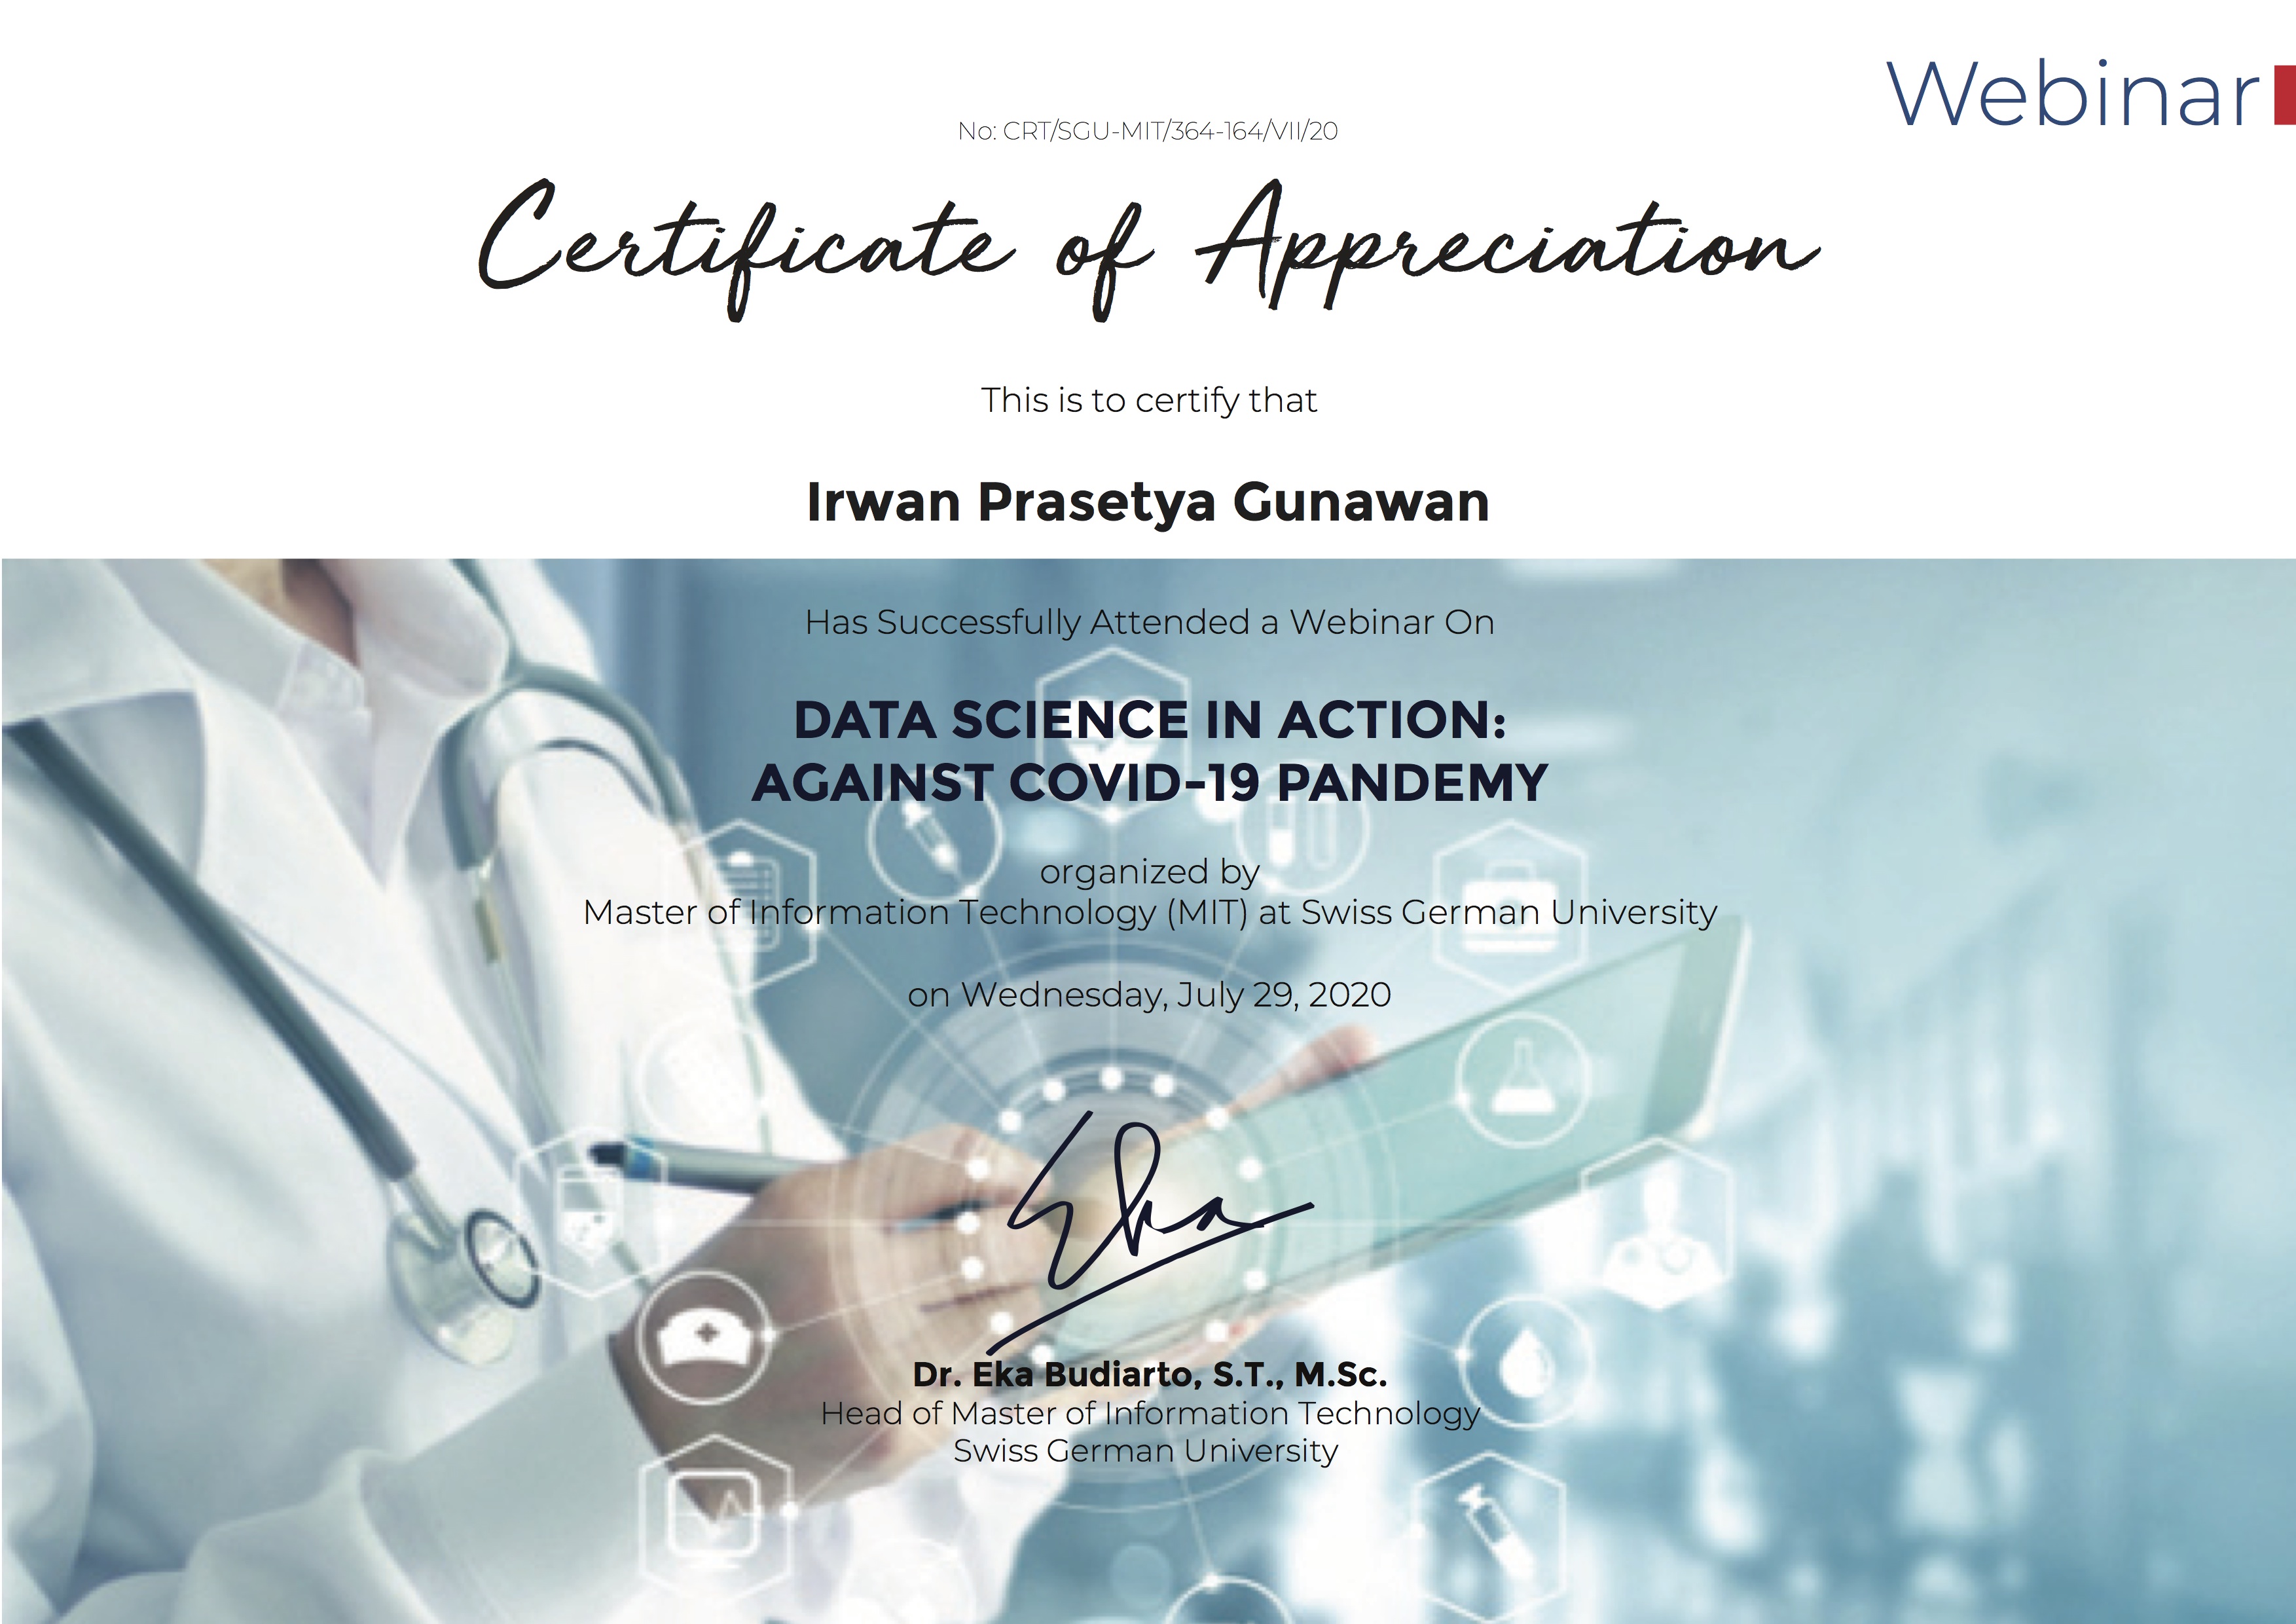 Webinar
No: CRT/SGU-MIT/364-164/VII/20
Certificate of Appreciation
This is to certify that
Irwan Prasetya Gunawan
Has Successfully Attended a Webinar On
DATA SCIENCE IN ACTION:
AGAINST COVID-19 PANDEMY
organized by
Master of Information Technology (MIT) at Swiss German University
on Wednesday, July 29, 2020
Eka
Dr. Eka Budiarto, S.T., M.Sc.
Head of Master of Information Technology
Swiss German University